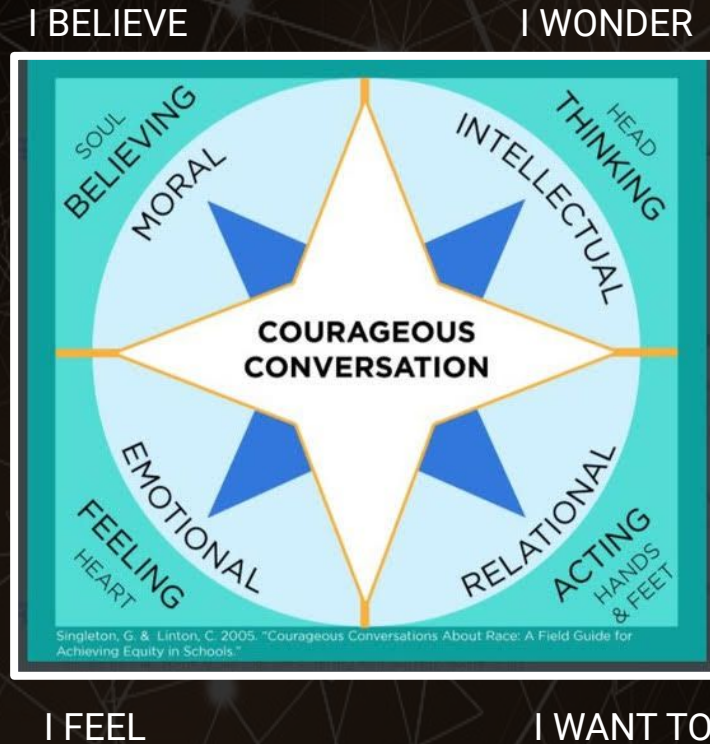 I BELIEVE
I WONDER
SOUL
BELIEVING
MORAL
HEAD
THINKING
INTELLECTUAL
COURAGEOUS
CONVERSATION
EMOTIONAL
FEELING
HEART
RELATIONAL
ACTING
HANDS
& FEET
Singleton, G. & Linton, C. 2005. "Courageous Conversations About Race: A Field Guide for
Achieving Equity in Schools."
I FEEL
I WANT TO